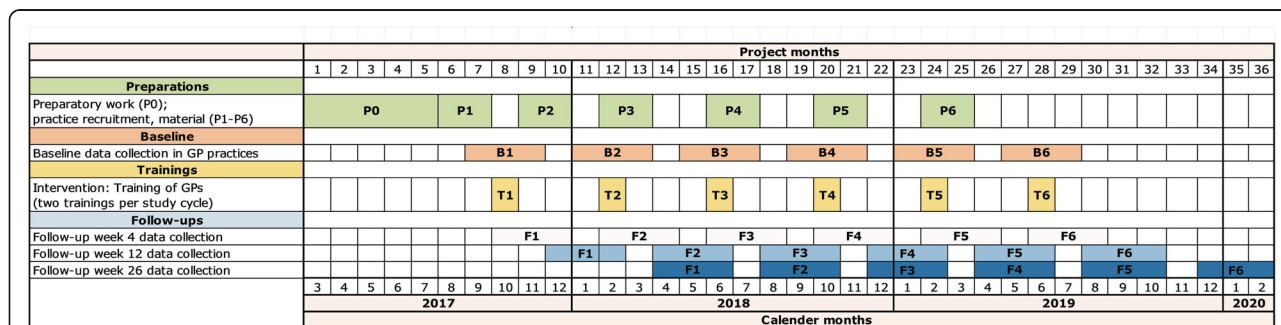 Project months
1 2 3 4 5 6 7 8 9 10 11 12 13 14 15 16 17 18 19 20 21 22 23 24 25 26 27 28 29 30 31 32 33 34 35 36
Preparations
Preparatory work (P0);
practice recruitment, material (P1-P6)
P0 P1 P2 P3 P4 P5 P6
Baseline
Baseline data collection in GP practices B1 B2 B3 B4 B5 B6
Trainings
Intervention: Training of GPs
(two trainings per study cycle)
T1 T2 T3 T4 T5 T6
Follow-ups
Follow-up week 4 data collection F1 F2 F3 F4 F5 F6
Follow-up week 12 data collection F1 F2 F3 F4 F5 F6
Follow-up week 26 data collection F1 F2 F3 F4 F5 F6
3 4 5 6 7 8 9 10 11 12 1 2 3 4 5 6 7 8 9 10 11 12 1 2 3 4 5 6 7 8 9 10 11 12 1 2
2017 2018 2019 2020
Calender months